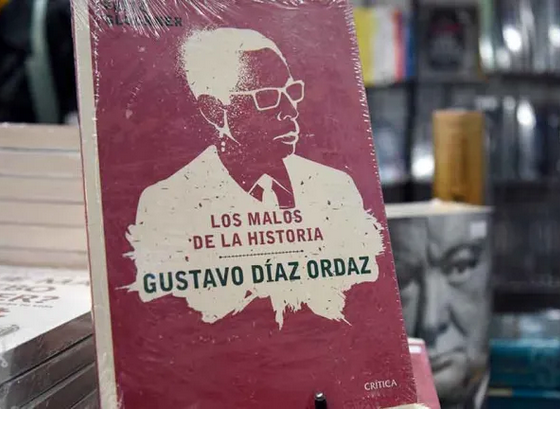 LOS MALOS
DE LA HISTORIA
GUSTAVO DÍAZ ORDAZ
CRÍTICA